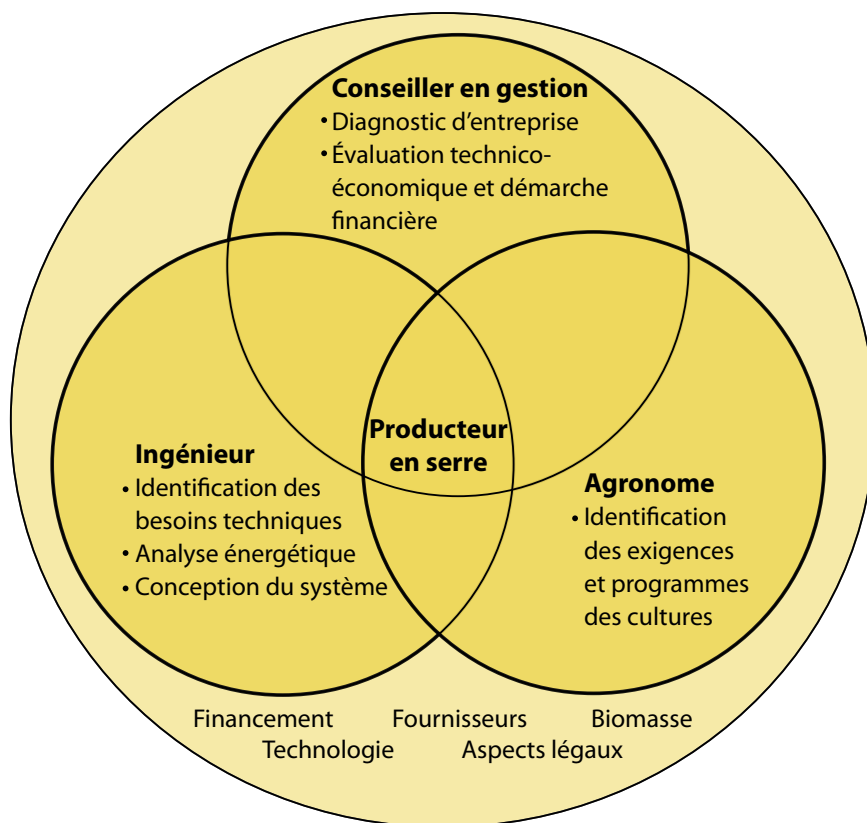 Conseiller en gestion
• Diagnostic d’entreprise
• Évaluation technico-
économique et démarche
financière
Producteur
en serre
Ingénieur
• Identification des
besoins techniques
• Analyse énergétique
• Conception du système
Agronome
• Identification
des exigences
et programmes
des cultures
Financement Fournisseurs Biomasse
Technologie Aspects légaux